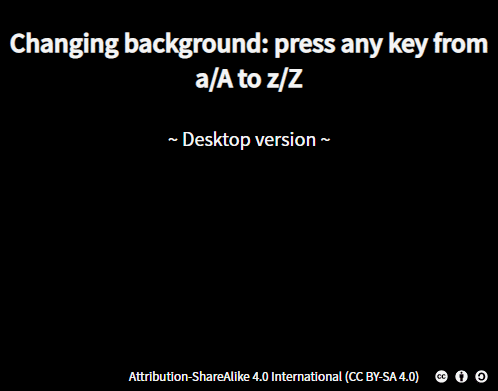 Changing background: press any key from
a/A to z/Z
~ Desktop version ~
Attribution-ShareAlike 4.0 International (CC BY-SA 4.0)